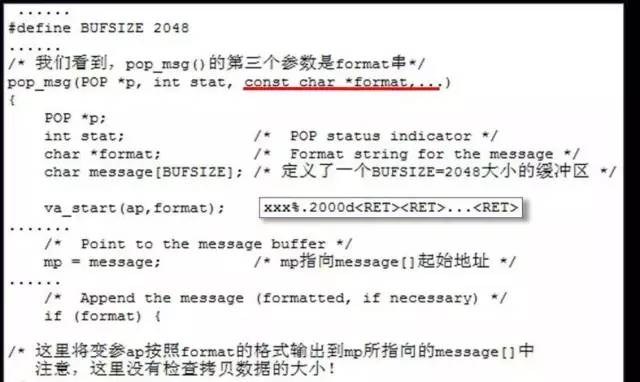 ......
#define BUFSIZE 2048
......
/* 我们看到，pop_msg()的第三个参数是format串*/
pop_msg(POP *p, int stat, const char *format,...)
{
POP *p;
int stat; /* POP status indicator */
char *format; /* Format string for the message */
char message[BUFSIZE]; /* 定义了一个BUFSIZE=2048大小的缓冲区 */
va_start(ap,format); xxx%.2000d<RET><RET>...<RET>
.......
/* Point to the message buffer */
mp = message; /* mp指向message[]起始地址 */
......
/* Append the message (formatted, if necessary) */
if (format) {
/* 这里将变参ap按照format的格式输出到mp所指向的message[]中
注意，这里没有检查拷贝数据的大小!